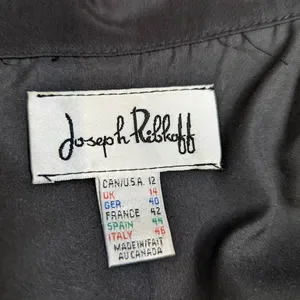 Joseph Ribkoff
CAN/U.S.A. 12
UK 14
GER. 40
FRANCE 42
SPAIN 44
ITALY 46
MADE IN/FAIT
AU CANADA